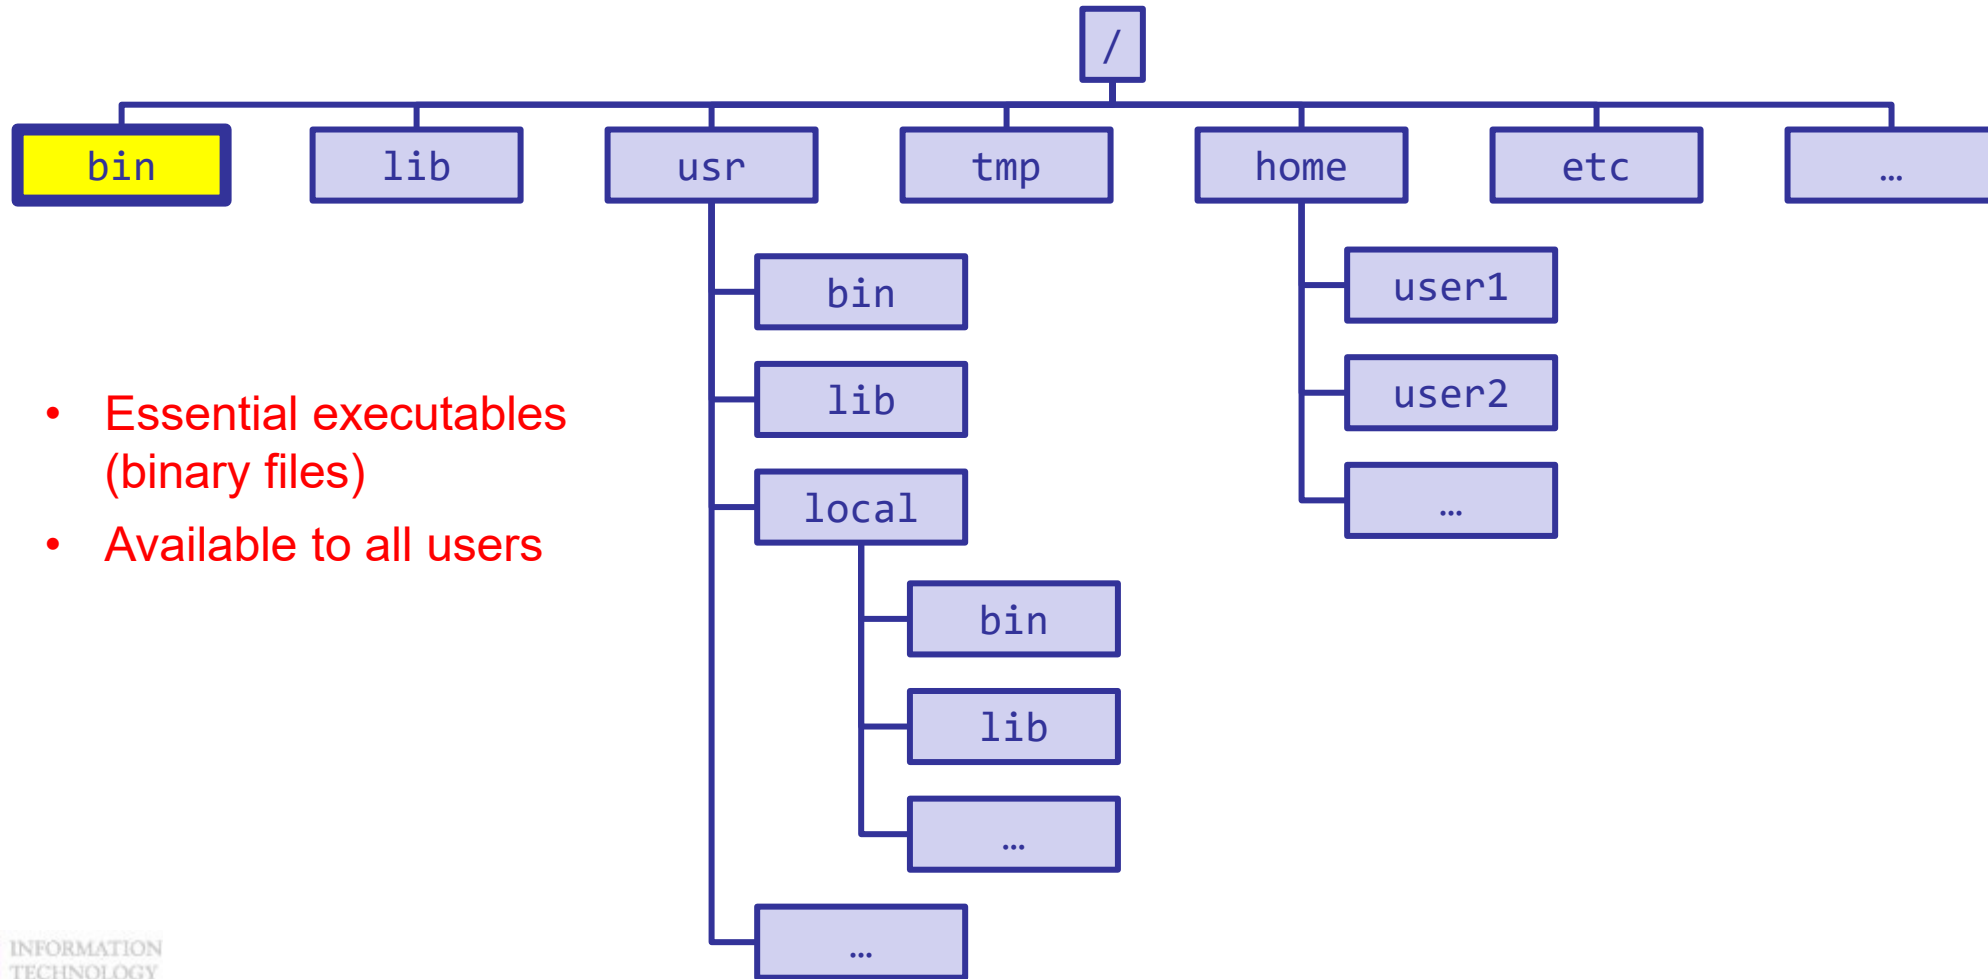 /
bin
lib
usr
tmp
home
etc
…
bin
lib
local
bin
lib
…
…
user1
user2
…
• Essential executables
(binary files)
• Available to all users
INFORMATION
TECHNOLOGY